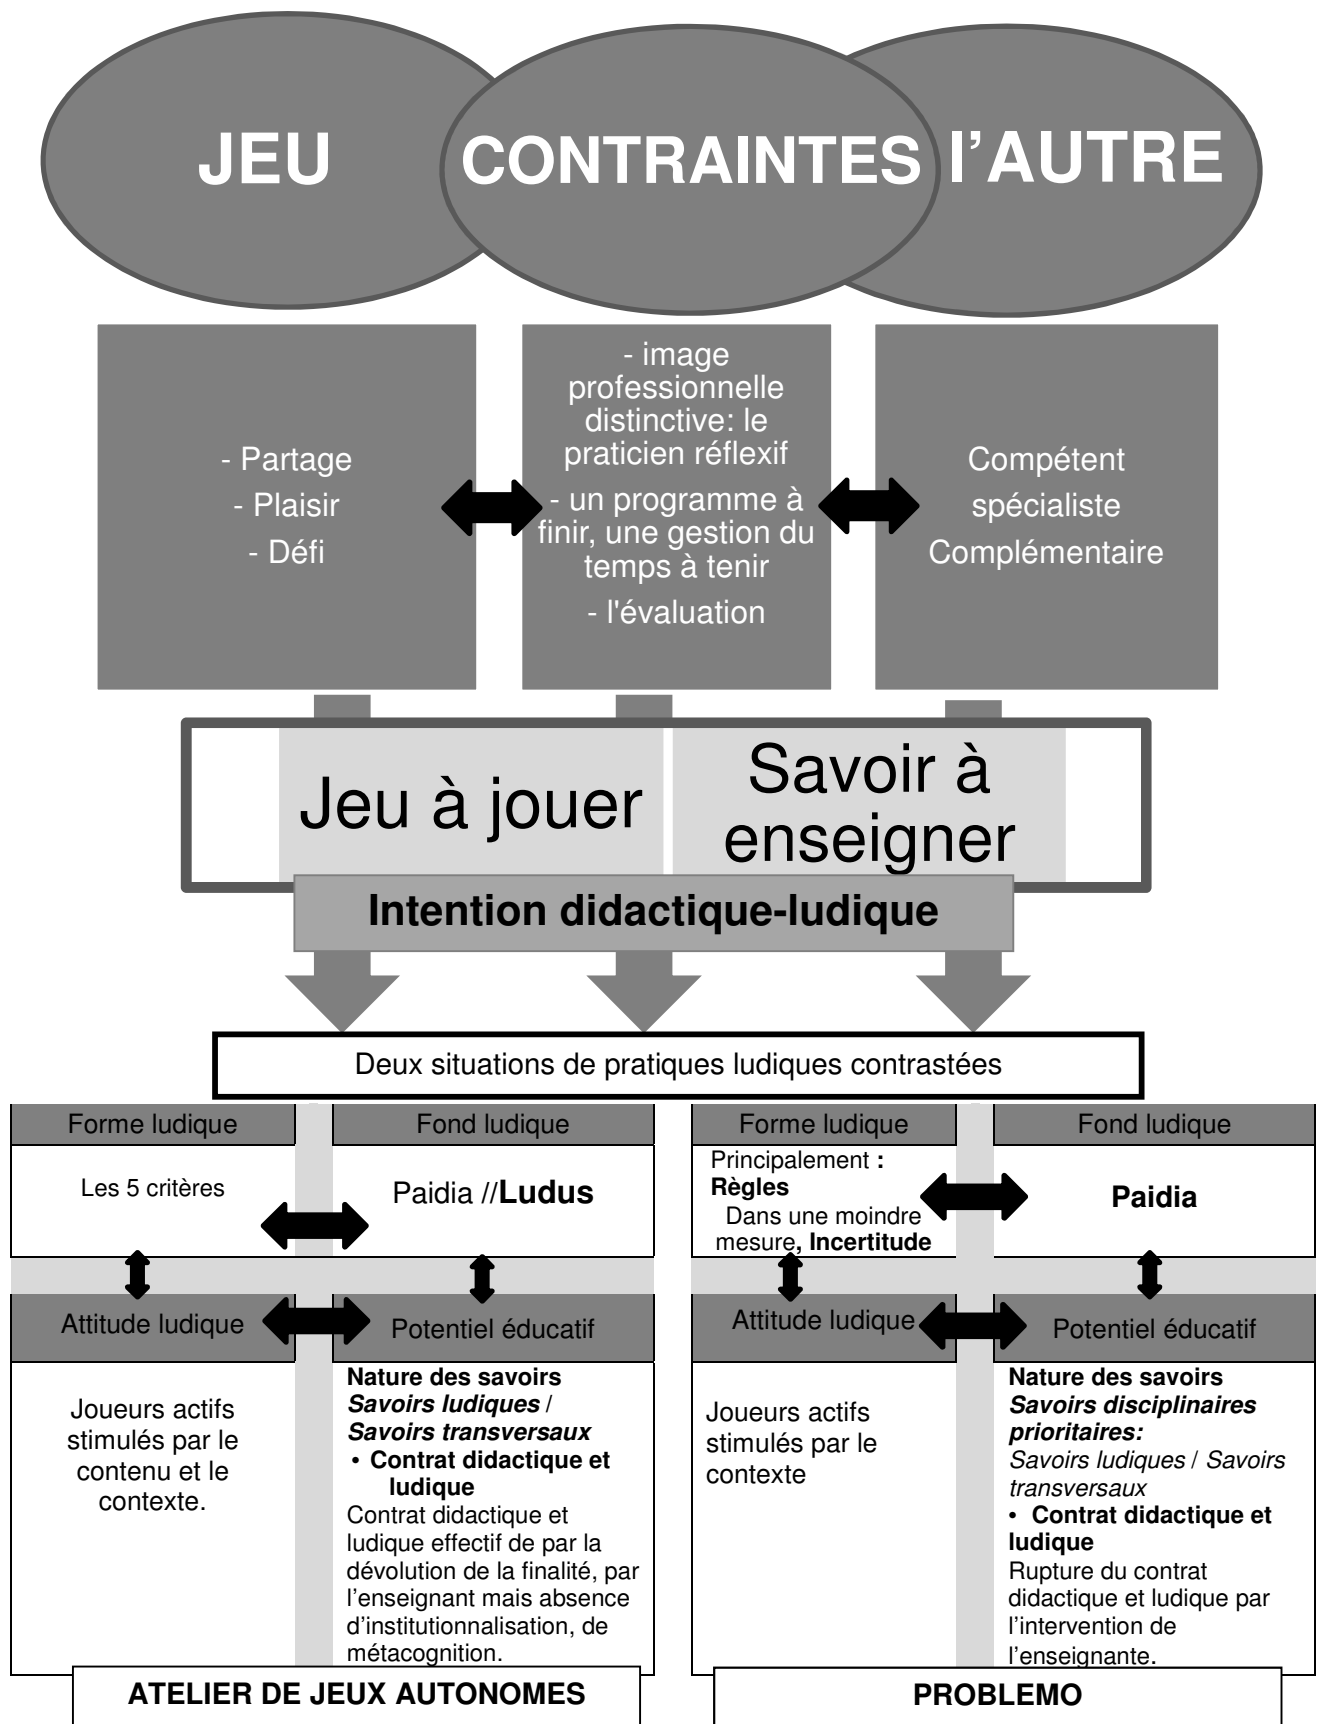 JEU
CONTRAINTES
l'AUTRE
- Partage
- Plaisir
- Défi
- image
professionnelle
distinctive: le
praticien réflexif
- un programme à
finir, une gestion du
temps à tenir
- l'évaluation
Compétent
spécialiste
Complémentaire
Jeu à jouer
Savoir à
enseigner
Intention didactique-ludique
Deux situations de pratiques ludiques contrastées
Forme ludique
Fond ludique
Les 5 critères
Paidia //Ludus
Attitude ludique
Potentiel éducatif
Joueurs actifs
stimulés par le
contenu et le
contexte.
Nature des savoirs
Savoirs ludiques /
Savoirs transversaux
• Contrat didactique et
ludique
Contrat didactique et
ludique effectif de par la
dévolution de la finalité, par
l'enseignant mais absence
d'institutionnalisation, de
métacognition.
ATELIER DE JEUX AUTONOMES
Forme ludique
Fond ludique
Principalement :
Règles
Dans une moindre
mesure, Incertitude
Paidia
Attitude ludique
Potentiel éducatif
Joueurs actifs
stimulés par le
contexte
Nature des savoirs
Savoirs disciplinaires
prioritaires:
Savoirs ludiques / Savoirs
transversaux
• Contrat didactique et
ludique
Rupture du contrat
didactique et ludique par
l'intervention de
l'enseignante.
PROBLEMO